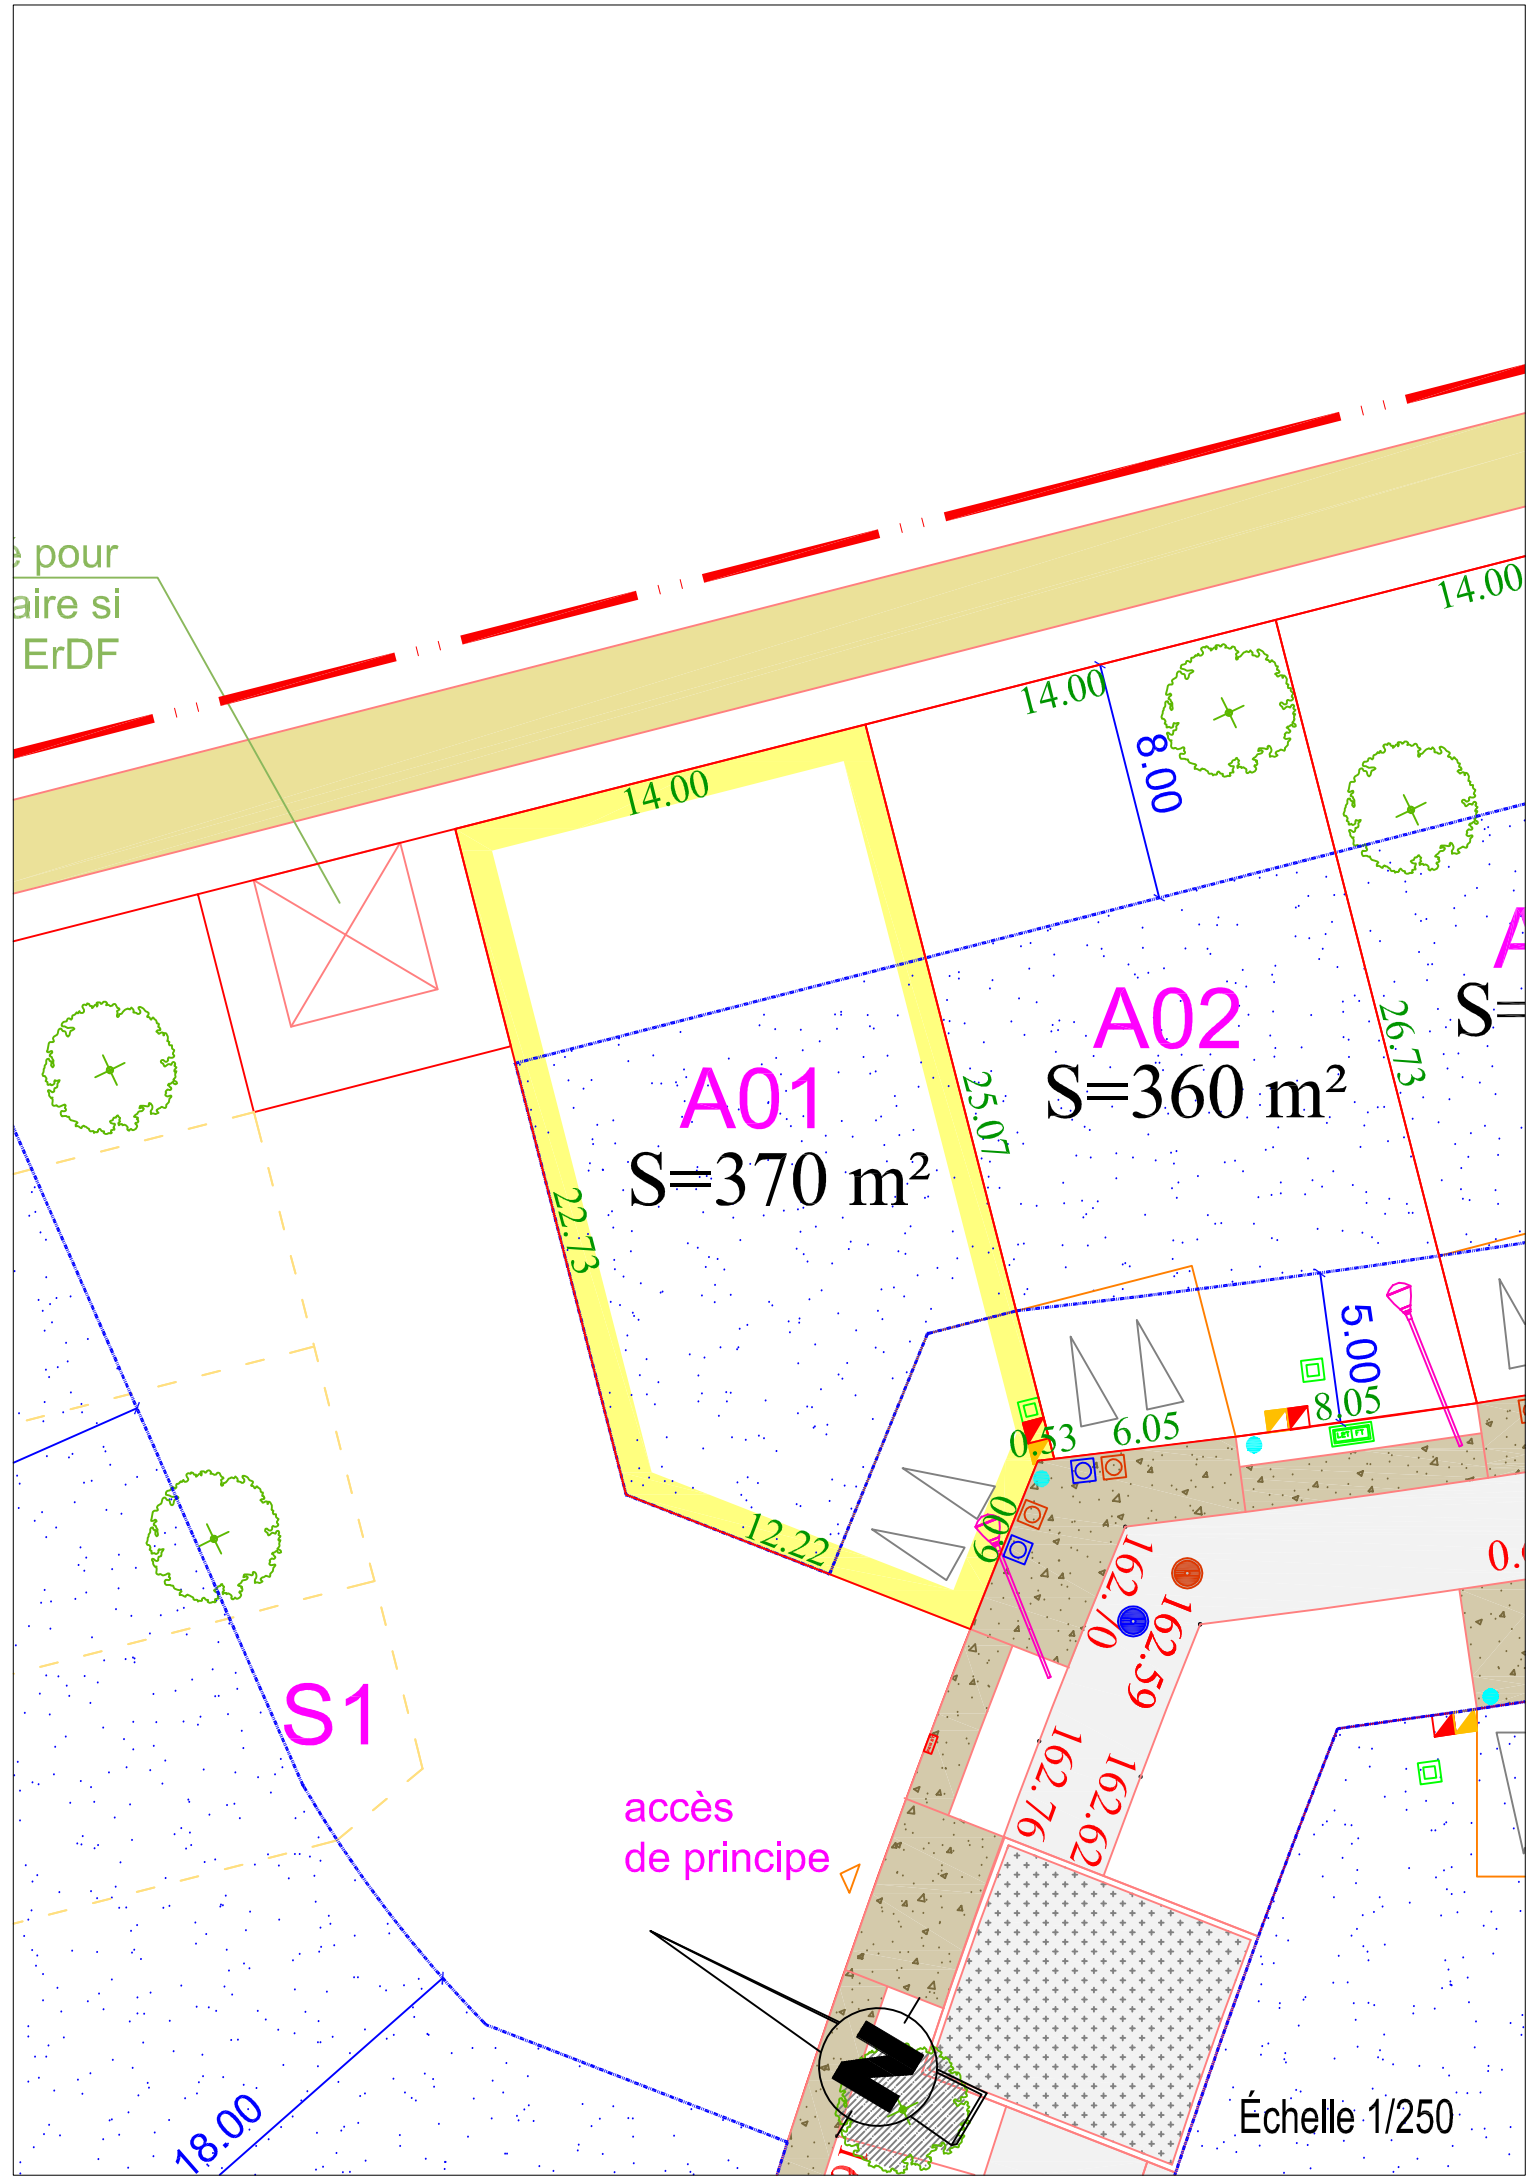 é pour
aire si
ErDF
14.00
14.00
8.00
14.00
A02
S=360 m²
A
S=
26.73
A01
S=370 m²
25.07
22.73
5.00
8.05
6.05
0.53
6.00
12.22
162.70
162.59
162.76
162.62
S1
accès
de principe
N
18.00
Échelle 1/250